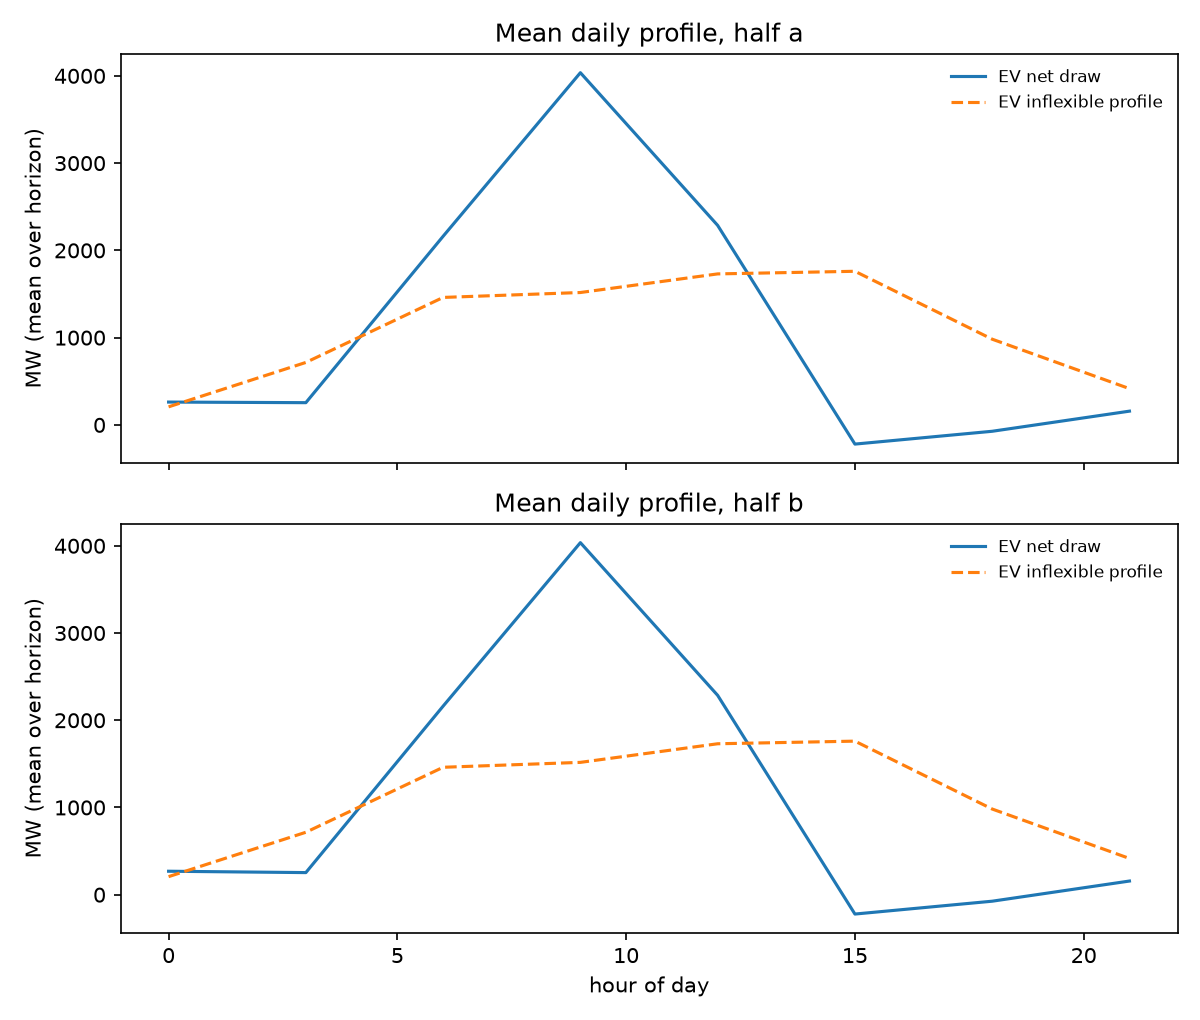 Mean daily profile, half a
MW (mean over horizon)
4000
3000
2000
1000
0
EV net draw
EV inflexible profile
Mean daily profile, half b
MW (mean over horizon)
4000
3000
2000
1000
0
EV net draw
EV inflexible profile
0 5 10 15 20
hour of day